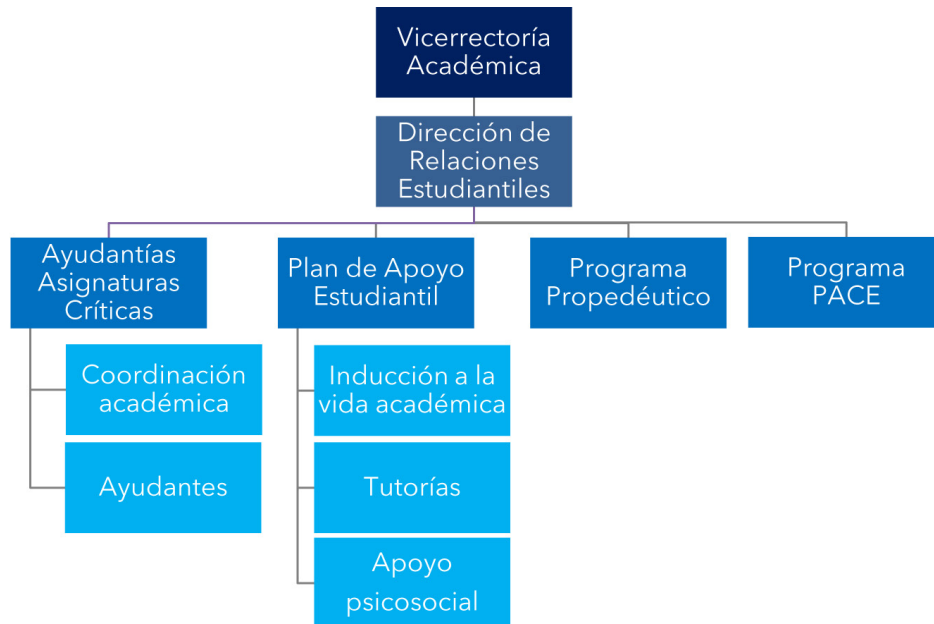 Vicerrectoría
Académica
Dirección de
Relaciones
Estudiantiles
Ayudantías
Asignaturas
Críticas
Plan de Apoyo
Estudiantil
Programa
Propedéutico
Programa
PACE
Coordinación
académica
Ayudantes
Inducción a la
vida académica
Tutorías
Apoyo
psicosocial